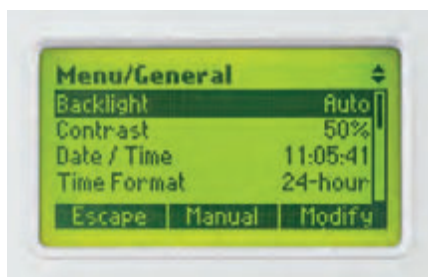 Menu/General
Backlight Auto
Contrast 50%
Date / Time 11:05:41
Time Format 24-hour
Escape Manual Modify